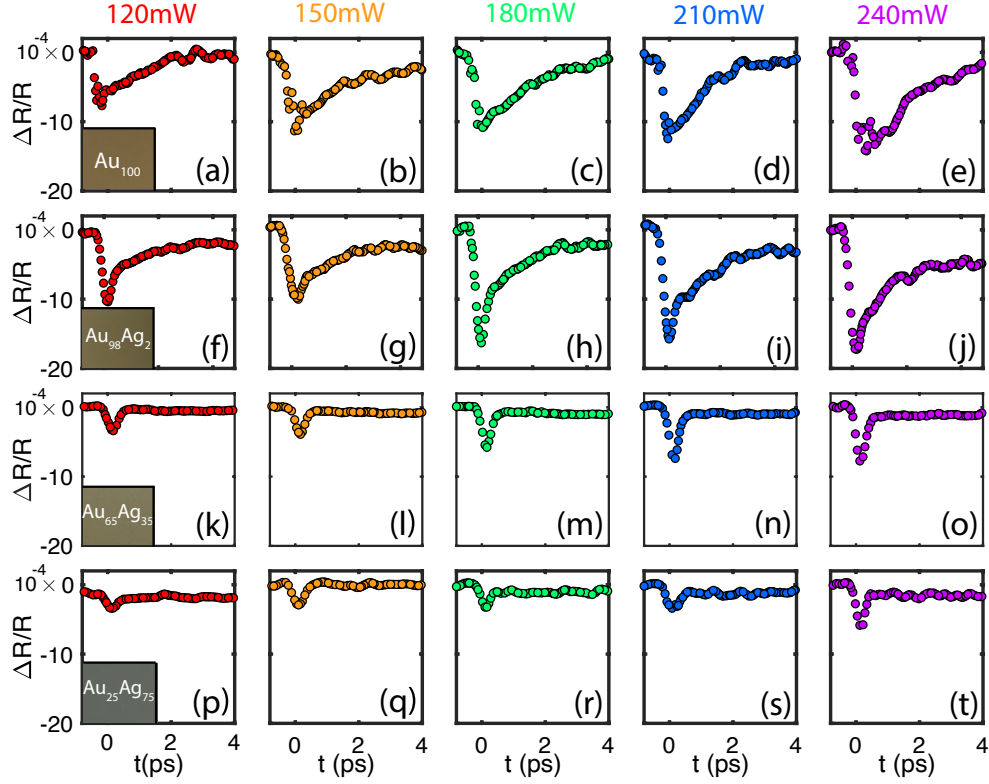 120mW 150mW 180mW 210mW 240mW
10⁻⁴ × 0
-10
-20
ΔR/R
Au₁₀₀
(a) (b) (c) (d) (e)
10⁻⁴ × 0
-10
-20
ΔR/R
Au₉₈Ag₂
(f) (g) (h) (i) (j)
10⁻⁴ × 0
-10
-20
ΔR/R
Au₆₅Ag₃₅
(k) (l) (m) (n) (o)
10⁻⁴ × 0
-10
-20
ΔR/R
Au₂₅Ag₇₅
(p) (q) (r) (s) (t)
0 2 4 0 2 4 0 2 4 0 2 4 0 2 4
t(ps) t (ps) t (ps) t (ps) t (ps)